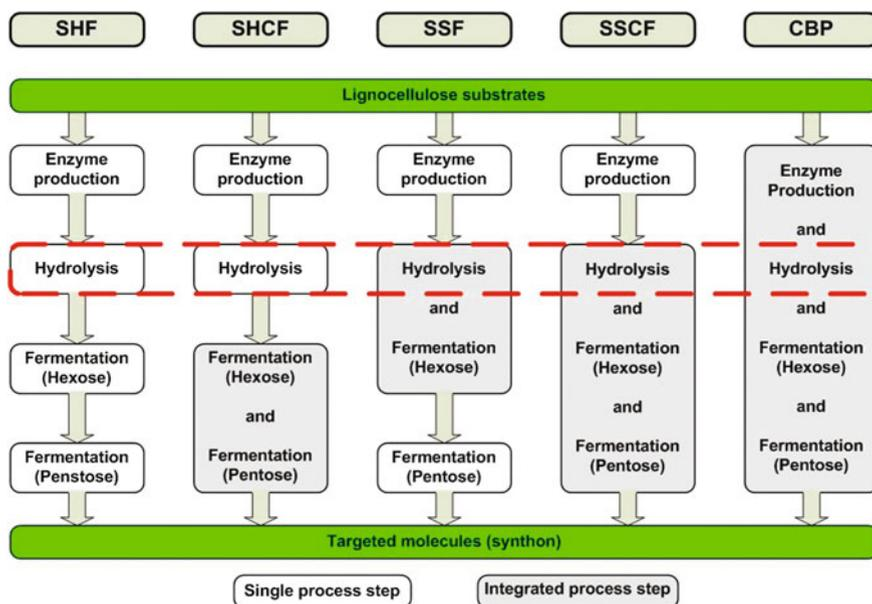 SHF
SHCF
SSF
SSCF
CBP
Lignocellulose substrates
Enzyme
production
Hydrolysis
Fermentation
(Hexose)
Fermentation
(Penstose)
Enzyme
production
Hydrolysis
Fermentation
(Hexose)
and
Fermentation
(Pentose)
Enzyme
production
Hydrolysis
and
Fermentation
(Hexose)
Fermentation
(Pentose)
Enzyme
production
Hydrolysis
and
Fermentation
(Hexose)
and
Fermentation
(Pentose)
Enzyme
Production
and
Hydrolysis
and
Fermentation
(Hexose)
and
Fermentation
(Pentose)
Targeted molecules (synthon)
Single process step
Integrated process step